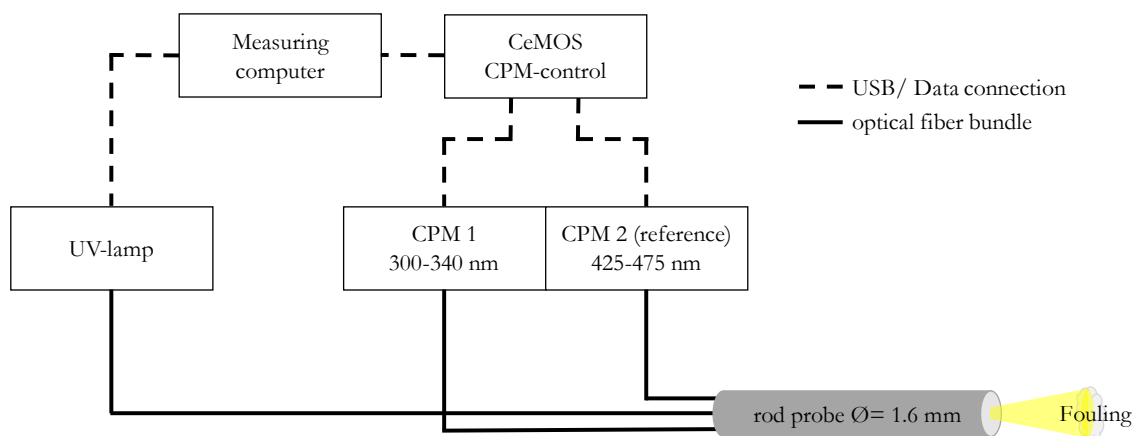 Measuring
computer
CeMOS
CPM-control
USB/ Data connection
optical fiber bundle
UV-lamp
CPM 1
300-340 nm
CPM 2 (reference)
425-475 nm
rod probe Ø= 1.6 mm
Fouling